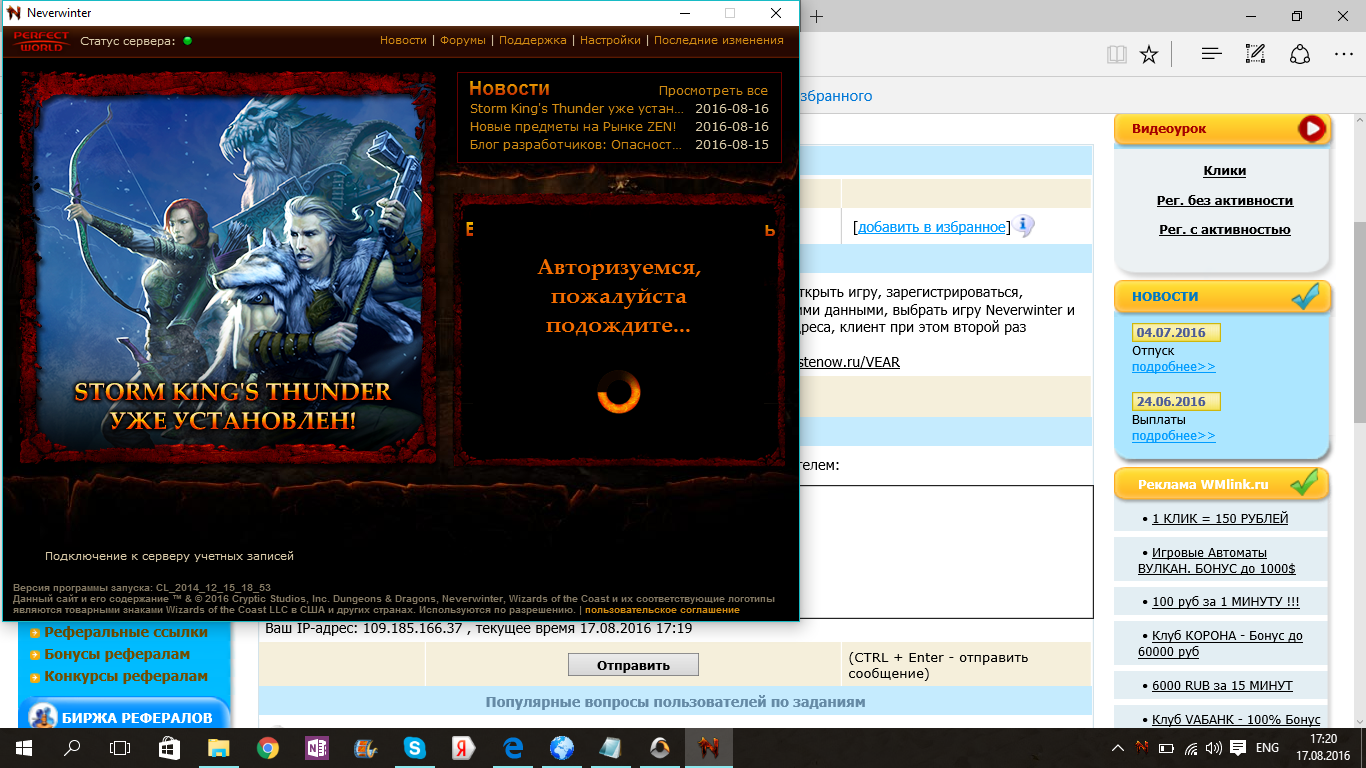 Neverwinter
PERFECT WORLD
Статус сервера:
Новости | Форумы | Поддержка | Настройки | Последние изменения
Новости
Просмотреть все
Storm King's Thunder уже устан... 2016-08-16
Новые предметы на Рынке ZEN! 2016-08-16
Блог разработчиков: Опасност... 2016-08-15
Авторизуемся,
пожалуйста
подождите...
STORM KING'S THUNDER
УЖЕ УСТАНОВЛЕН!
Подключение к серверу учетных записей
Версия программы запуска: CL_2014_12_15_18_53
Данный сайт и его содержание ™ & © 2016 Cryptic Studios, Inc. Dungeons & Dragons, Neverwinter, Wizards of the Coast и их соответствующие логотипы
являются товарными знаками Wizards of the Coast LLC в США и других странах. Используются по разрешению. | пользовательское соглашение
збранного
[добавить в избранное]
ткрыть игру, зарегистрироваться,
ими данными, выбрать игру Neverwinter и
дреса, клиент при этом второй раз
stenow.ru/VEAR
телем:
Ваш IP-адрес: 109.185.166.37 , текущее время 17.08.2016 17:19
Отправить
(CTRL + Enter - отправить
сообщение)
Популярные вопросы пользователей по заданиям
Реферальные ссылки
Бонусы рефералам
Конкурсы рефералам
БИРЖА РЕФЕРАЛОВ
Видеоурок
Клики
Рег. без активности
Рег. с активностью
НОВОСТИ
04.07.2016
Отпуск
подробнее>>
24.06.2016
Выплаты
подробнее>>
Реклама WMlink.ru
• 1 КЛИК = 150 РУБЛЕЙ
• Игровые Автоматы
ВУЛКАН. БОНУС до 1000$
• 100 руб за 1 МИНУТУ !!!
• Клуб КОРОНА - Бонус до
60000 руб
• 6000 RUB за 15 МИНУТ
• Клуб VАБАНК - 100% Бонус
ENG
17:20
17.08.2016